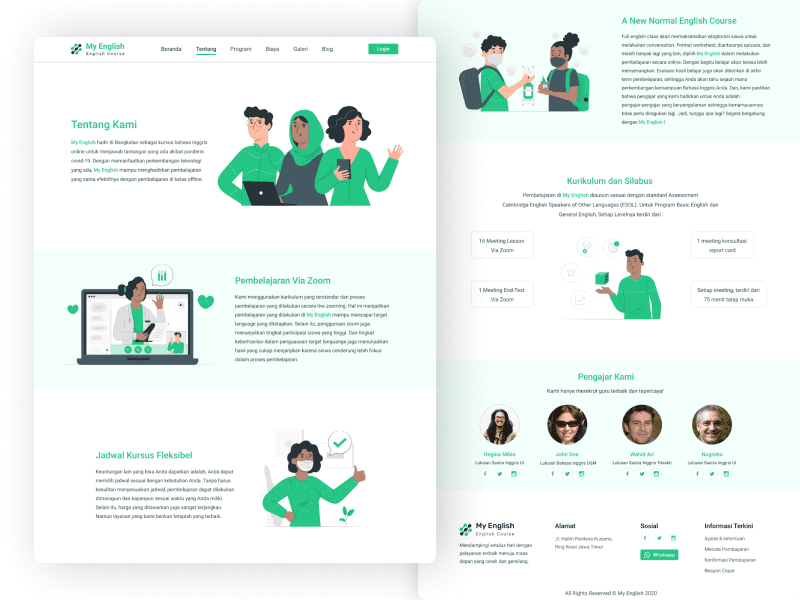 My English
English Course
Beranda
Tentang
Program
Biaya
Galeri
Blog
Login
Tentang Kami
My English hadir di Bangkalan sebagai kursus bahasa Inggris
online untuk menjawab tantangan yang ada akibat pandemi
covid-19. Dengan memanfaatkan perkembangan teknologi
yang ada, My English mampu menghadirkan pembelajaran
yang sama efektifnya dengan pembelajaran di kelas offline.
Pembelajaran Via Zoom
Kami menggunakan kurikulum yang terstandar dan proses
pembelajaran yang dilakukan secara live zooming. Hal ini menjadikan
pembelajaran yang dilakukan di My English mampu mencapai target
language yang ditetapkan. Selain itu, penggunaan zoom juga
menunjukkan tingkat partisipasi siswa yang tinggi. Dan tingkat
keberhasilan dalam penguasaan target languange juga menunjukkan
hasil yang cukup menjanjikan karena siswa cenderung lebih fokus
dalam proses pembelajaran.
Jadwal Kursus Fleksibel
Keuntungan lain yang bisa Anda dapatkan adalah, Anda dapat
memilih jadwal sesuai dengan kebutuhan Anda. Tanpa harus
kesulitan menyesuaikan jadwal, pembelajaran dapat dilakukan
dimanapun dan kapanpun sesuai waktu yang Anda miliki.
Selain itu, harga yang ditawarkan juga sangat terjangkau.
Namun layanan yang kami berikan tetaplah yang terbaik.
A New Normal English Course
Full english class akan memaksimalkan eksplorasi siswa untuk
melakukan conversation. Format worksheet, diantaranya quizzes, dan
masih banyak lagi yang lain, dipilih My English dalam melakukan
pembelajaran secara online. Dengan begitu belajar akan terasa lebih
menyenangkan. Evaluasi hasil belajar juga akan diberikan di akhir
term pembelajaran, sehingga Anda akan tahu sejauh mana
perkembangan kemampuan Bahasa Inggris Anda. Dan, kami pastikan
bahwa pengajar yang kami hadirkan untuk Anda adalah
pengajar-pengajar yang berpengalaman sehingga kemampuannya
tidak perlu diragukan lagi. Jadi, tunggu apa lagi? Segera bergabung
dengan My English !
Kurikulum dan Silabus
Pembelajaran di My English disusun sesuai dengan standard Assessment
Cambridge English Speakers of Other Languages (ESOL). Untuk Program Basic English dan
General English, Setiap Levelnya terdiri dari :
16 Meeting Lesson
Via Zoom
1 meeting konsultasi
report card
1 Meeting End-Test
Via Zoom
Setiap meeting, terdiri dari
75 menit tatap muka.
Pengajar Kami
Kami hanya merekrut guru terbaik dan tepercaya!
Regina Miles
Lulusan Sastra Inggris UI
John Doe
Lulusan Bahasa Inggris UGM
Wahid Ari
Lulusan Sastra Inggris Trisakti
Nugroho
Lulusan Sastra Inggris UI
My English
English Course
Mendampingi setulus hati dengan
pelayanan terbaik menuju masa
depan yang cerah dan gemilang.
Alamat
JL. Halim Perdana Kusuma,
Ring Road Jawa Timur
Sosial
Whatsapp
Informasi Terkini
Syarat & ketentuan
Metode Pembayaran
Konfirmasi Pembayaran
Respon Cepat
All Rights Reserved © My English 2020